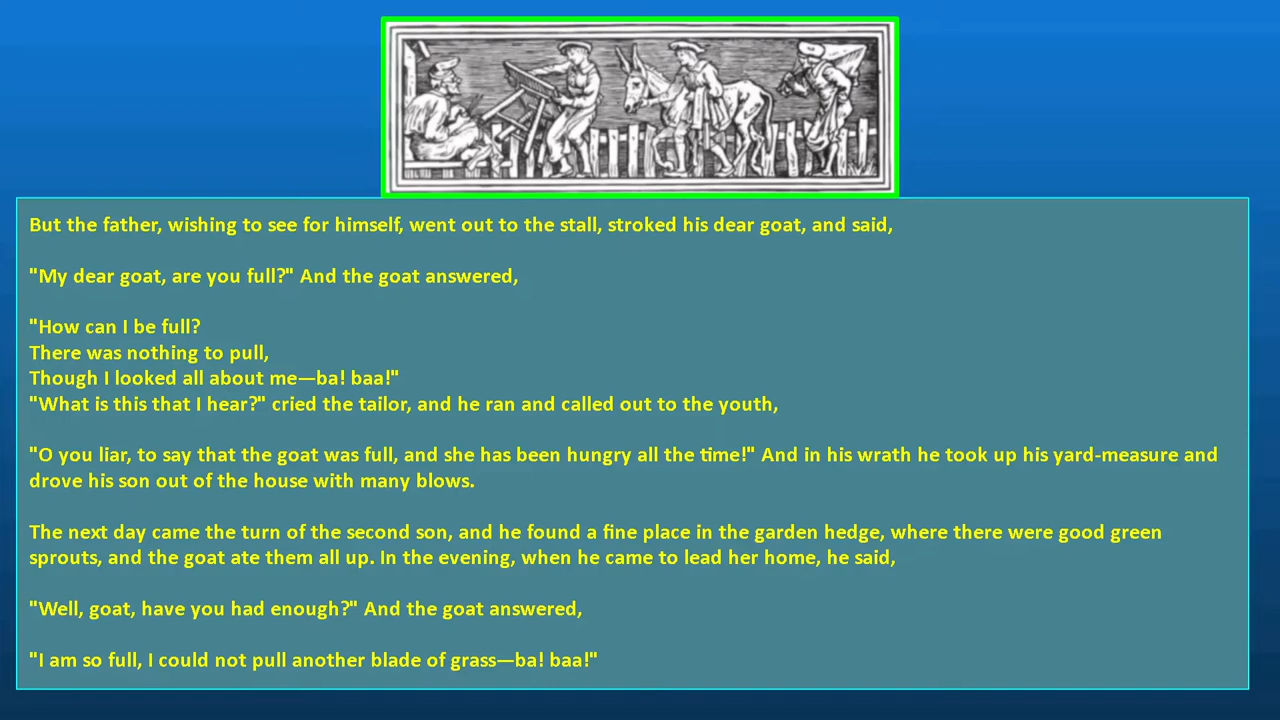 But the father, wishing to see for himself, went out to the stall, stroked his dear goat, and said,
"My dear goat, are you full?" And the goat answered,
"How can I be full?
There was nothing to pull,
Though I looked all about me—ba! baa!"
"What is this that I hear?" cried the tailor, and he ran and called out to the youth,
"O you liar, to say that the goat was full, and she has been hungry all the time!" And in his wrath he took up his yard-measure and
drove his son out of the house with many blows.
The next day came the turn of the second son, and he found a fine place in the garden hedge, where there were good green
sprouts, and the goat ate them all up. In the evening, when he came to lead her home, he said,
"Well, goat, have you had enough?" And the goat answered,
"I am so full, I could not pull another blade of grass—ba! baa!"